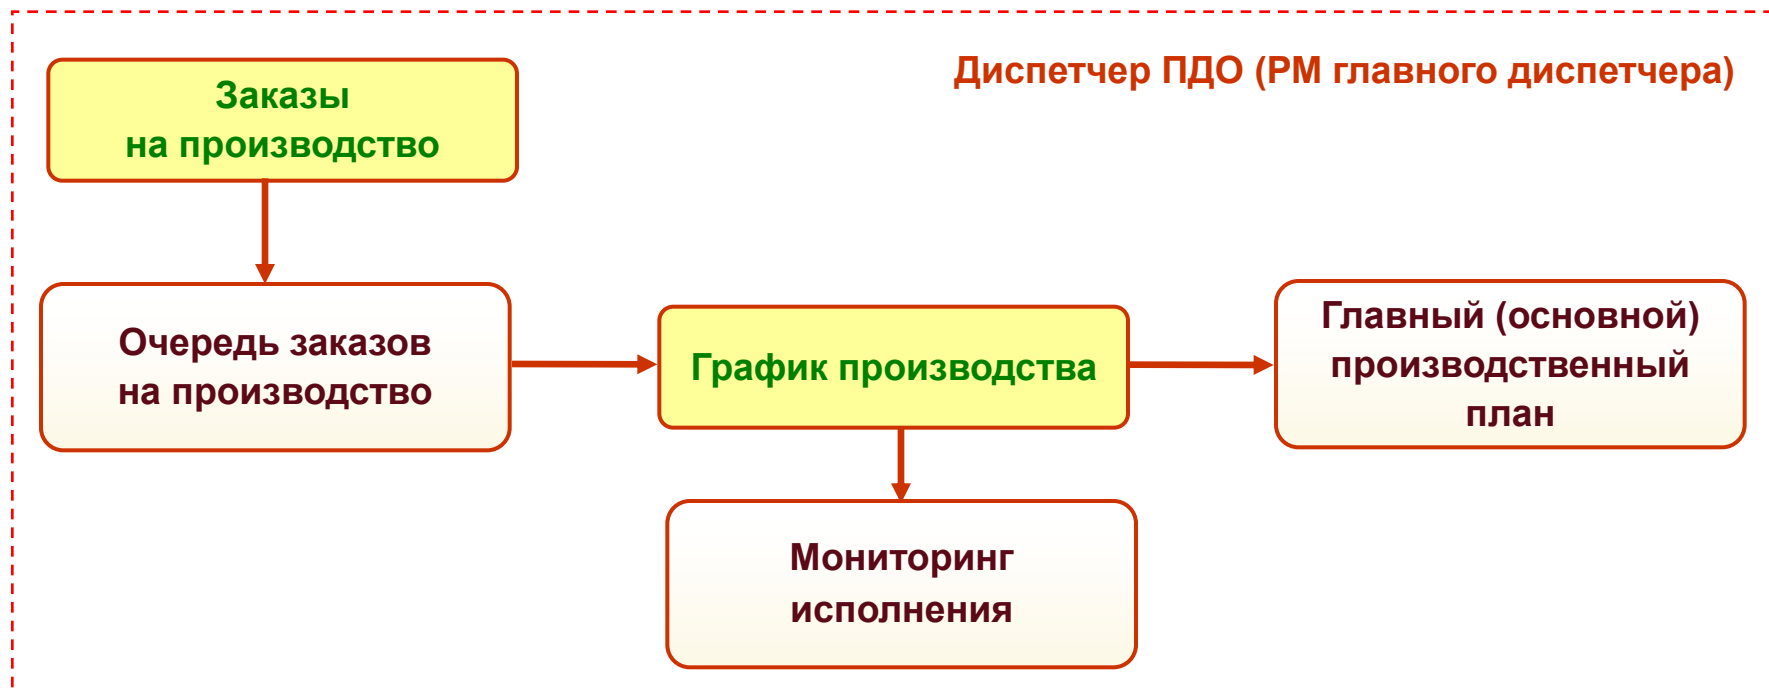 Диспетчер ПДО (РМ главного диспетчера)
Заказы
на производство
Очередь заказов
на производство
График производства
Главный (основной)
производственный
план
Мониторинг
исполнения